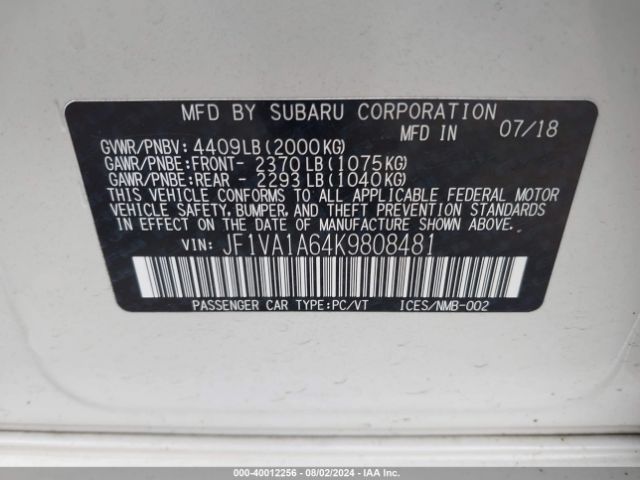 MFD BY SUBARU CORPORATION
MFD IN 07/18
GVWR/PNBV: 4409LB(2000KG)
GAWR/PNBE:FRONT- 2370LB(1075KG)
GAWR/PNBE:REAR - 2293LB(1040KG)
THIS VEHICLE CONFORMS TO ALL APPLICABLE FEDERAL MOTOR
VEHICLE SAFETY, BUMPER, AND THEFT PREVENTION STANDARDS
IN EFFECT ON THE DATE OF MANUFACTURE SHOWN ABOVE.
VIN: JF1VA1A64K9808481
PASSENGER CAR TYPE:PC/VT ICES/NMB-002
000-40012256 - 08/02/2024 - IAA Inc.